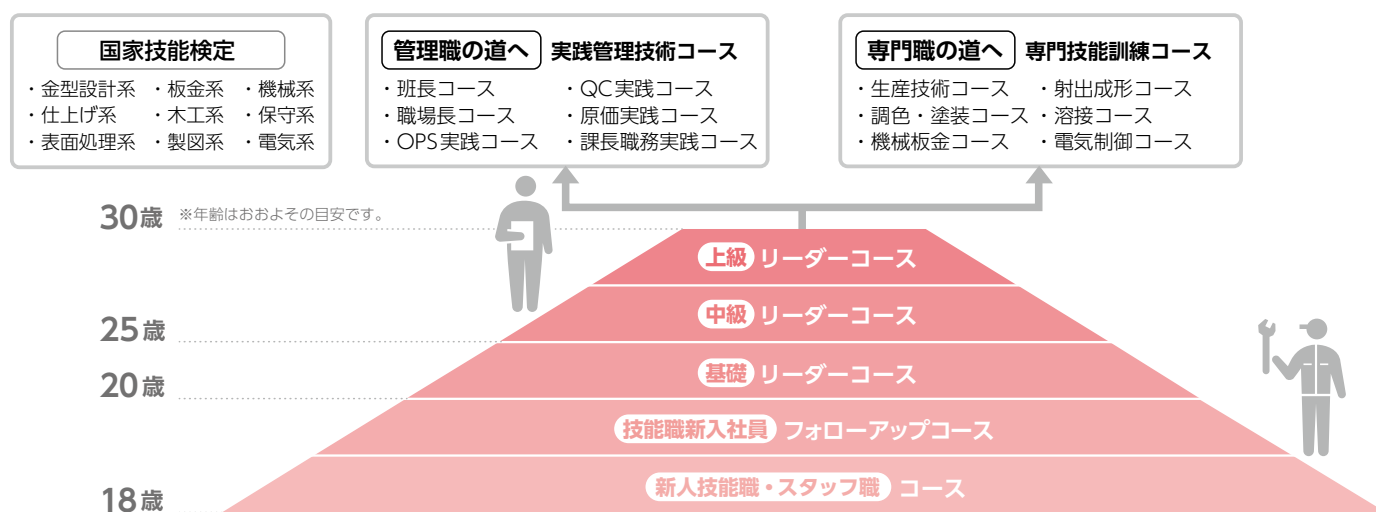 国家技能検定
・金型設計系 ・板金系 ・機械系
・仕上げ系 ・木工系 ・保守系
・表面処理系 ・製図系 ・電気系
管理職の道へ 実践管理技術コース
・班長コース ・QC実践コース
・職場長コース ・原価実践コース
・OPS実践コース ・課長職務実践コース
専門職の道へ 専門技能訓練コース
・生産技術コース ・射出成形コース
・調色・塗装コース ・溶接コース
・機械板金コース ・電気制御コース
30歳 ※年齢はおおよその目安です。
上級 リーダーコース
中級 リーダーコース
25歳
基礎 リーダーコース
20歳
技能職新入社員 フォローアップコース
新人技能職・スタッフ職 コース
18歳